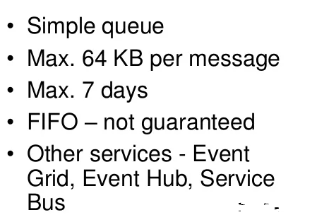 • Simple queue
• Max. 64 KB per message
• Max. 7 days
• FIFO – not guaranteed
• Other services - Event
Grid, Event Hub, Service
Bus